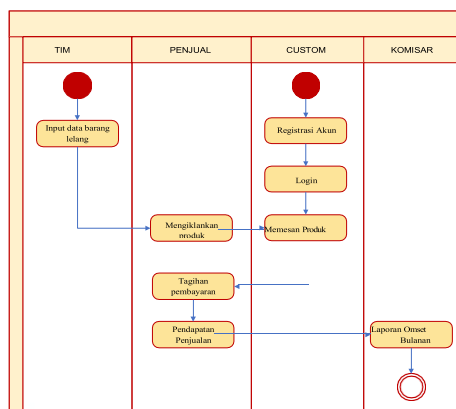 TIM
PENJUAL
CUSTOM
KOMISAR
Input data barang
lelang
Registrasi Akun
Login
Mengiklankan
produk
Memesan Produk
Tagihan
pembayaran
Pendapatan
Penjualan
Laporan Omset
Bulanan